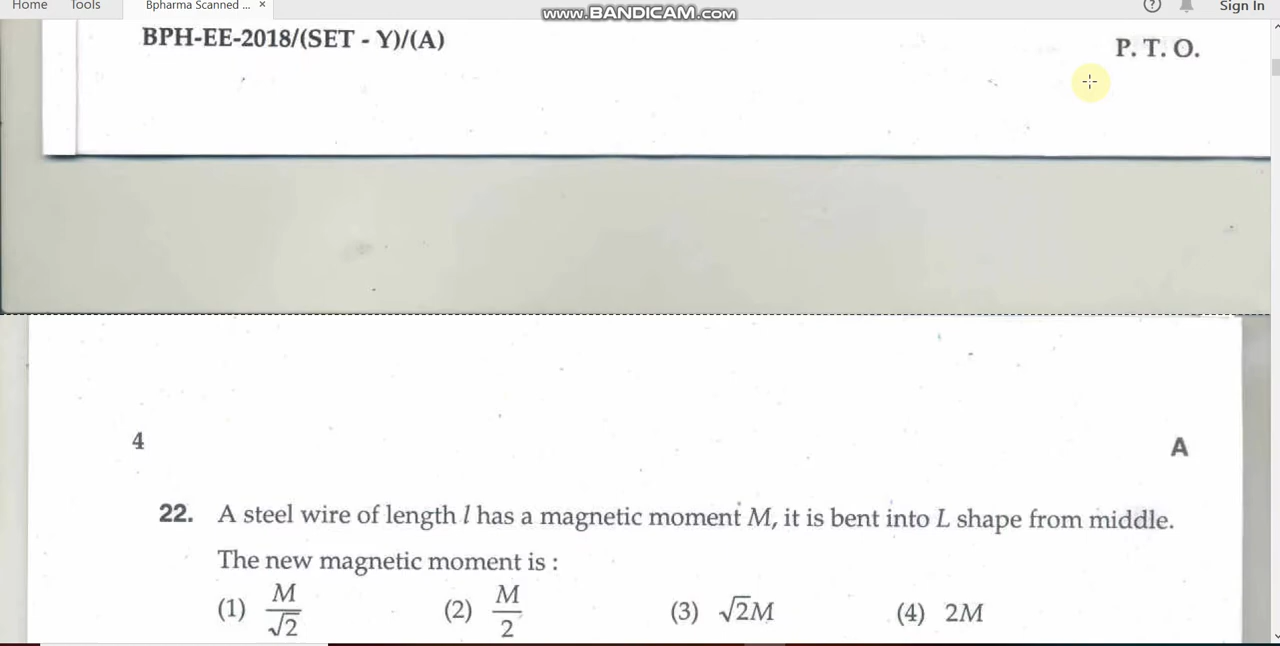 Home Tools Bpharma Scanned ... × Sign In
www.BANDICAM.com
BPH-EE-2018/(SET - Y)/(A) P. T. O.
4 A
22. A steel wire of length l has a magnetic moment M, it is bent into L shape from middle.
The new magnetic moment is :
(1) M/√2 (2) M/2 (3) √2M (4) 2M